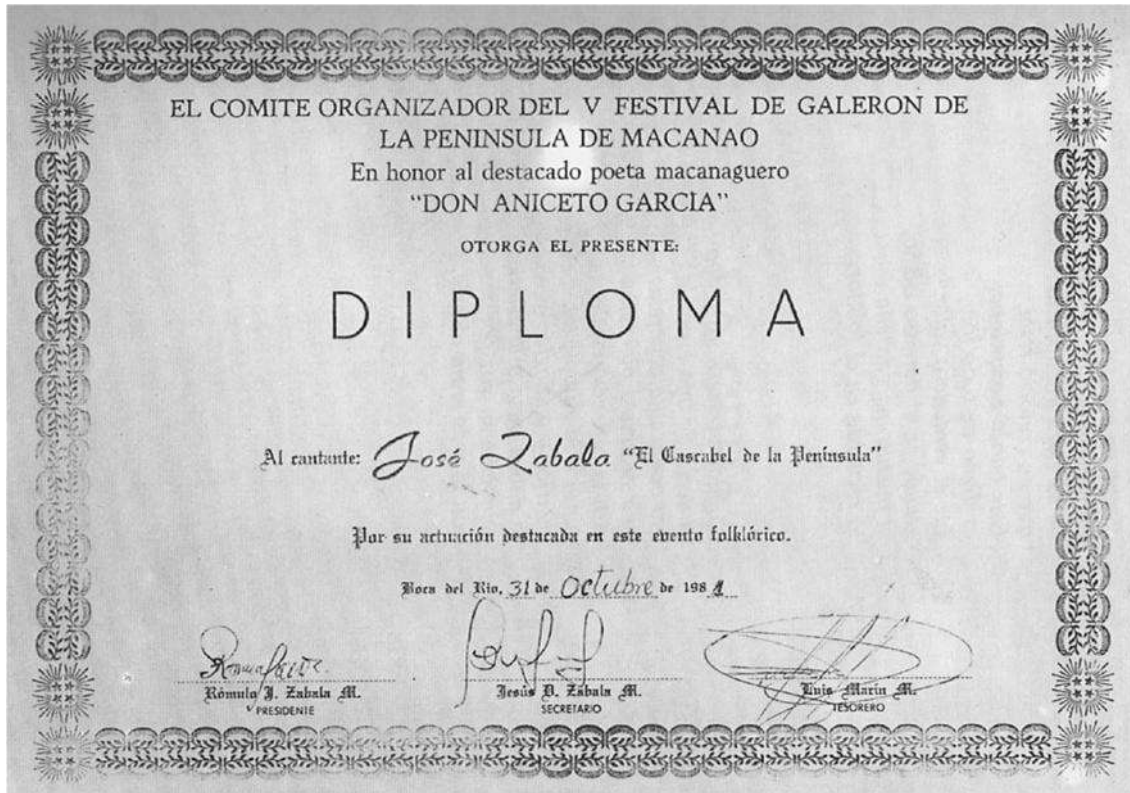 EL COMITE ORGANIZADOR DEL V FESTIVAL DE GALERON DE
LA PENINSULA DE MACANAO
En honor al destacado poeta macanaguero
"DON ANICETO GARCIA"
OTORGA EL PRESENTE:
DIPLOMA
Al cantante: José Zabala "El Cascabel de la Península"
Por su actuación destacada en este evento folklórico.
Boca del Rio, 31 de Octubre de 198
Rómulo J. Zabala M. Jesús D. Zabala M. Luis Marín M.
PRESIDENTE SECRETARIO TESORERO